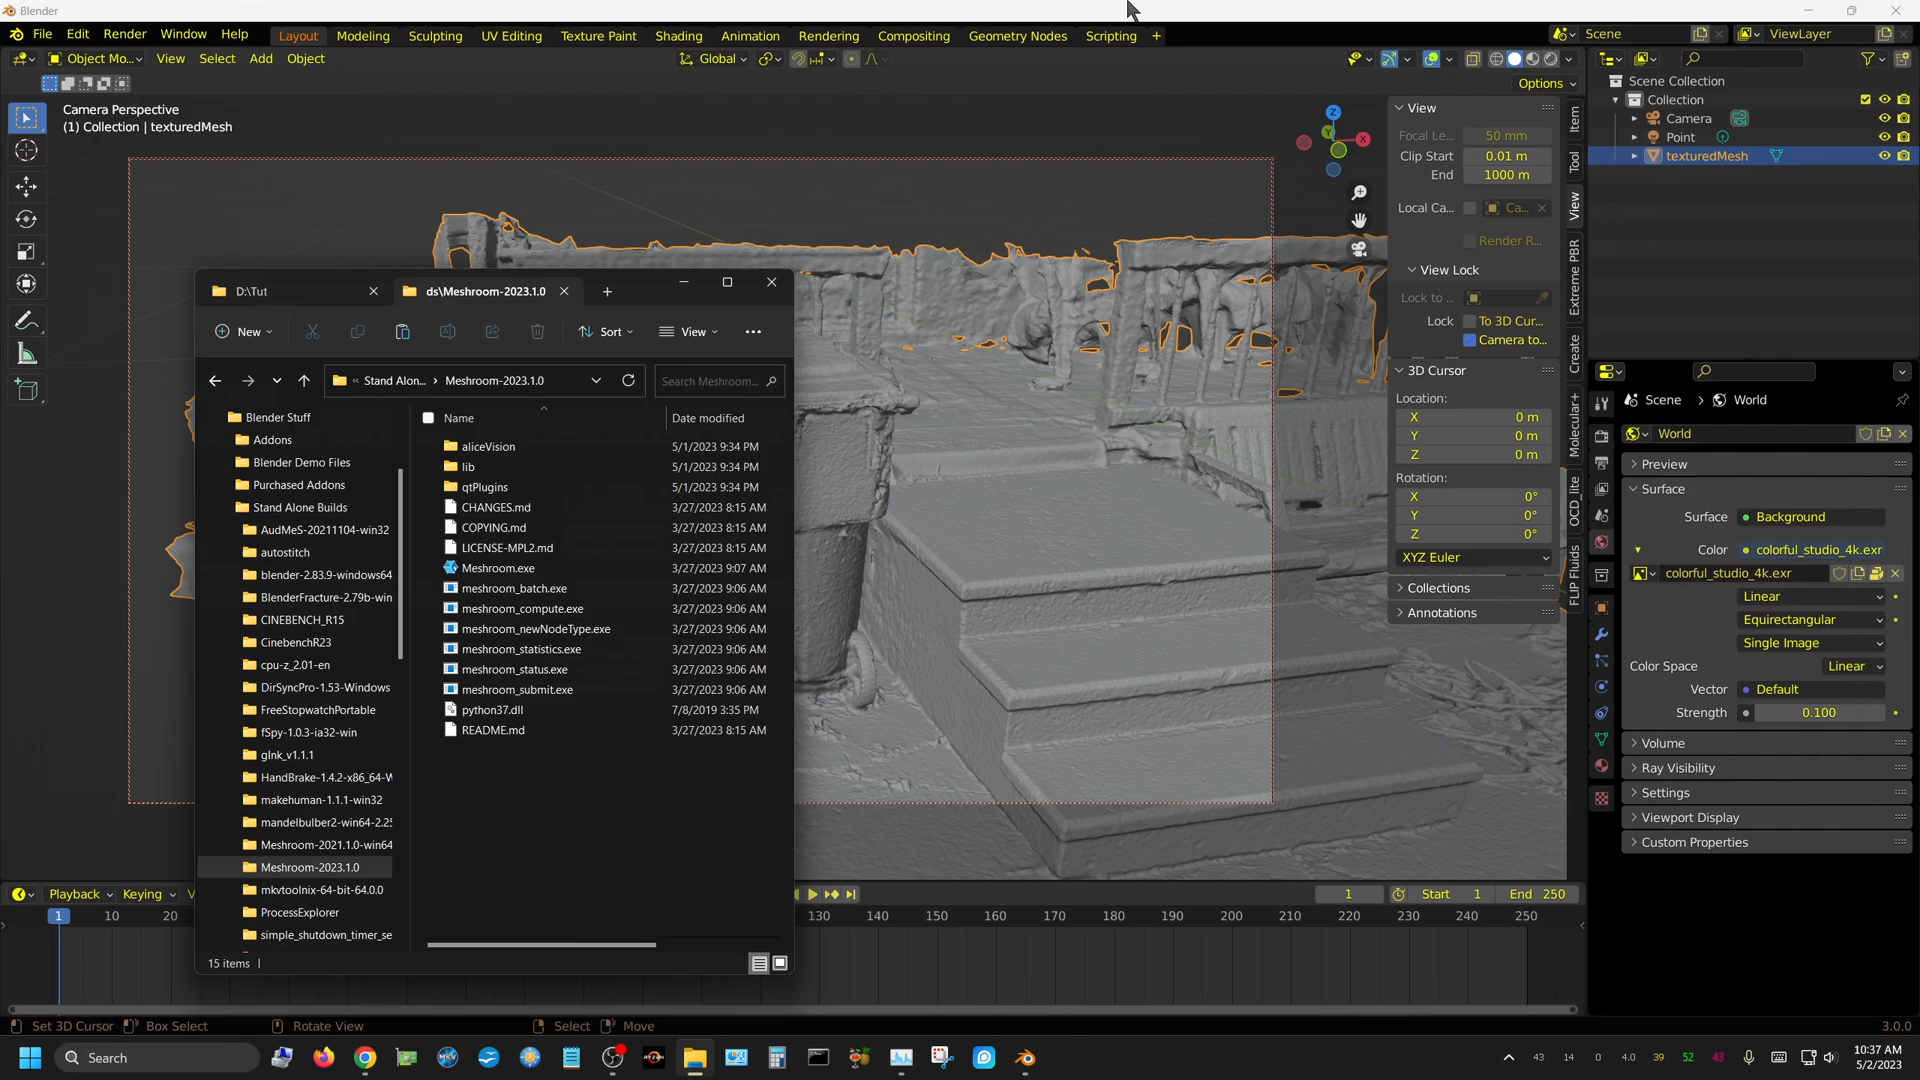 Blender
File Edit Render Window Help Layout Modeling Sculpting UV Editing Texture Paint Shading Animation Rendering Compositing Geometry Nodes Scripting + Scene ViewLayer
Object Mo... View Select Add Object Global
Options
Camera Perspective
(1) Collection | texturedMesh
Scene Collection
Collection
Camera
Point
texturedMesh
View
Focal Le... 50 mm
Clip Start 0.01 m
End 1000 m
Local Ca... Ca...
Render R...
View Lock
Lock to ...
Lock To 3D Cur...
Camera to...
3D Cursor
Location:
X 0 m
Y 0 m
Z 0 m
Rotation:
X 0°
Y 0°
Z 0°
XYZ Euler
Collections
Annotations
Item
Tool
View
Extreme PBR
Create
Molecular+
OCD_lite
FLIP Fluids
Z
Y
X
D:\Tut ds\Meshroom-2023.1.0
New Sort View
« Stand Alon... > Meshroom-2023.1.0 Search Meshroom...
Name Date modified
Blender Stuff
Addons
Blender Demo Files
Purchased Addons
Stand Alone Builds
AudMeS-20211104-win32
autostitch
blender-2.83.9-windows64
BlenderFracture-2.79b-win
CINEBENCH_R15
CinebenchR23
cpu-z_2.01-en
DirSyncPro-1.53-Windows
FreeStopwatchPortable
fSpy-1.0.3-ia32-win
glnk_v1.1.1
HandBrake-1.4.2-x86_64-W
makehuman-1.1.1-win32
mandelbulber2-win64-2.25
Meshroom-2021.1.0-win64
Meshroom-2023.1.0
mkvtoolnix-64-bit-64.0.0
ProcessExplorer
simple_shutdown_timer_se
aliceVision 5/1/2023 9:34 PM
lib 5/1/2023 9:34 PM
qtPlugins 5/1/2023 9:34 PM
CHANGES.md 3/27/2023 8:15 AM
COPYING.md 3/27/2023 8:15 AM
LICENSE-MPL2.md 3/27/2023 8:15 AM
Meshroom.exe 3/27/2023 9:07 AM
meshroom_batch.exe 3/27/2023 9:06 AM
meshroom_compute.exe 3/27/2023 9:06 AM
meshroom_newNodeType.exe 3/27/2023 9:06 AM
meshroom_statistics.exe 3/27/2023 9:06 AM
meshroom_status.exe 3/27/2023 9:06 AM
meshroom_submit.exe 3/27/2023 9:06 AM
python37.dll 7/8/2019 3:35 PM
README.md 3/27/2023 8:15 AM
15 items
Scene > World
World
Preview
Surface
Surface Background
Color colorful_studio_4k.exr
colorful_studio_4k.exr
Linear
Equirectangular
Single Image
Color Space Linear
Vector Default
Strength 0.100
Volume
Ray Visibility
Settings
Viewport Display
Custom Properties
Playback Keying V 1 Start 1 End 250
1 10 20 130 140 150 160 170 180 190 200 210 220 230 240 250
Set 3D Cursor Box Select Rotate View Select Move 3.0.0
Search MKV RYZEN 43 14 0 4.0 39 52 43 10:37 AM
5/2/2023